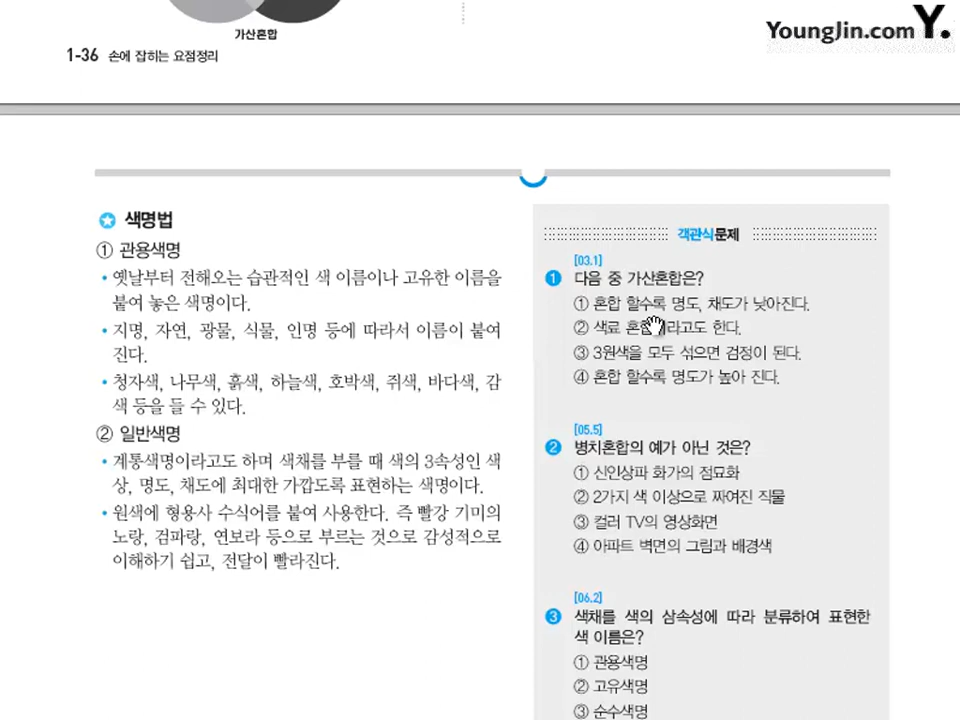 가산혼합
1-36 손에 잡히는 요점정리
YoungJin.com Y.
색명법
① 관용색명
• 옛날부터 전해오는 습관적인 색 이름이나 고유한 이름을
붙여 놓은 색명이다.
• 지명, 자연, 광물, 식물, 인명 등에 따라서 이름이 붙여
진다.
• 청자색, 나무색, 흙색, 하늘색, 호박색, 쥐색, 바다색, 감
색 등을 들 수 있다.
② 일반색명
• 계통색명이라고도 하며 색채를 부를 때 색의 3속성인 색
상, 명도, 채도에 최대한 가깝도록 표현하는 색명이다.
• 원색에 형용사 수식어를 붙여 사용한다. 즉 빨강 기미의
노랑, 검파랑, 연보라 등으로 부르는 것으로 감성적으로
이해하기 쉽고, 전달이 빨라진다.
객관식문제
[03.1]
1 다음 중 가산혼합은?
① 혼합 할수록 명도, 채도가 낮아진다.
② 색료 혼합이라고도 한다.
③ 3원색을 모두 섞으면 검정이 된다.
④ 혼합 할수록 명도가 높아 진다.
[05.5]
2 병치혼합의 예가 아닌 것은?
① 신인상파 화가의 점묘화
② 2가지 색 이상으로 짜여진 직물
③ 컬러 TV의 영상화면
④ 아파트 벽면의 그림과 배경색
[06.2]
3 색채를 색의 삼속성에 따라 분류하여 표현한
색 이름은?
① 관용색명
② 고유색명
③ 순수색명